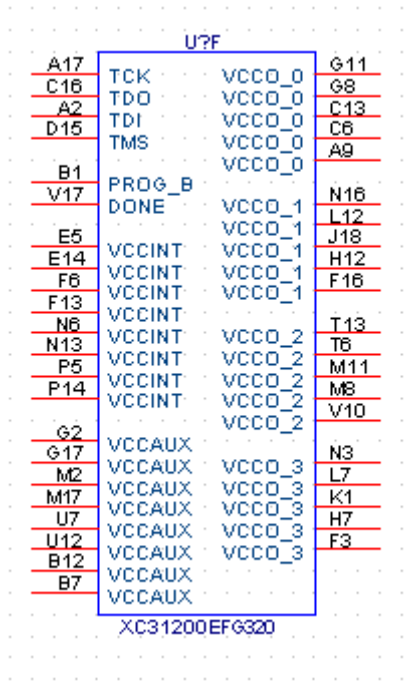 U?F
A17 TCK VCCO_0 G11
C16 TDO VCCO_0 G8
A2 TDI VCCO_0 C13
D15 TMS VCCO_0 C6
VCCO_0 A9
B1 PROG_B
V17 DONE VCCO_1 N16
VCCO_1 L12
E5 VCCINT VCCO_1 J18
E14 VCCINT VCCO_1 H12
F6 VCCINT VCCO_1 F16
F13 VCCINT
N6 VCCINT VCCO_2 T13
N13 VCCINT VCCO_2 T6
P5 VCCINT VCCO_2 M11
P14 VCCINT VCCO_2 M8
VCCO_2 V10
G2 VCCAUX
G17 VCCAUX VCCO_3 N3
M2 VCCAUX VCCO_3 L7
M17 VCCAUX VCCO_3 K1
U7 VCCAUX VCCO_3 H7
U12 VCCAUX VCCO_3 F3
B12 VCCAUX
B7 VCCAUX
XC31200EFG320